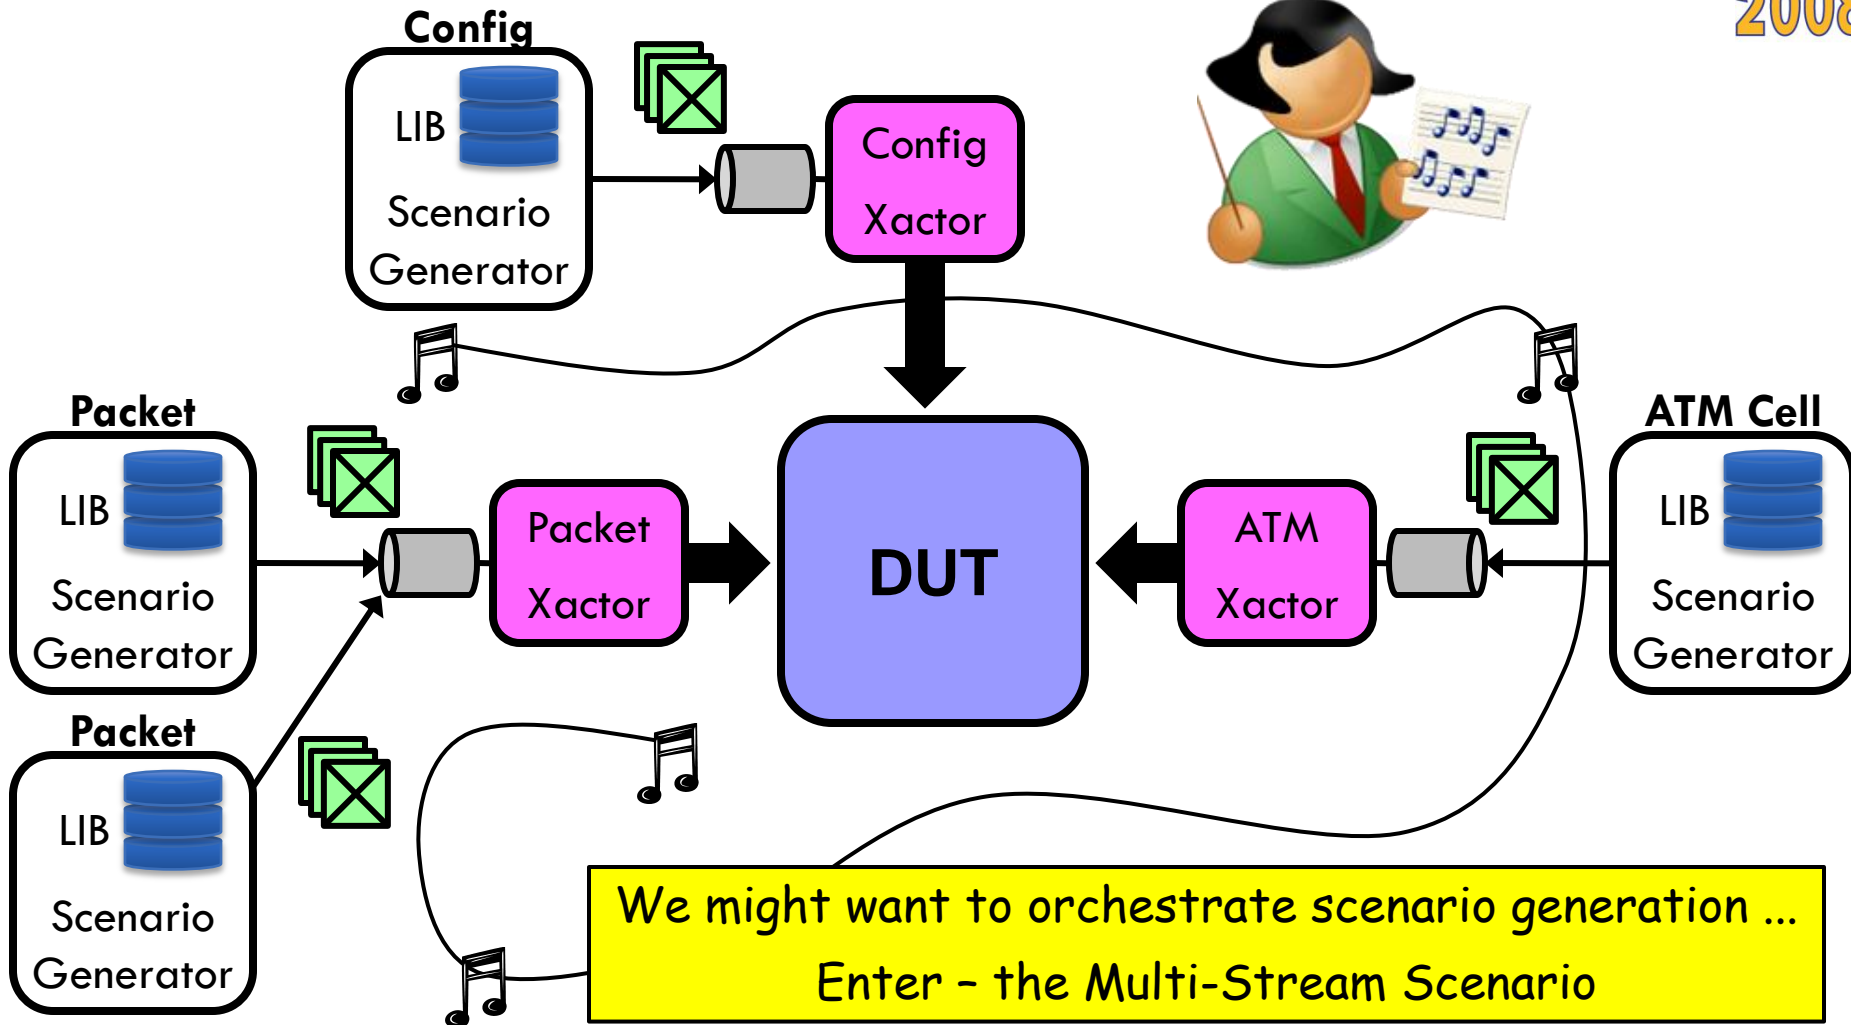 2008
Config
LIB
Scenario
Generator
Config
Xactor
Packet
LIB
Scenario
Generator
Packet
Xactor
DUT
ATM
Xactor
ATM Cell
LIB
Scenario
Generator
Packet
LIB
Scenario
Generator
We might want to orchestrate scenario generation ...
Enter – the Multi-Stream Scenario